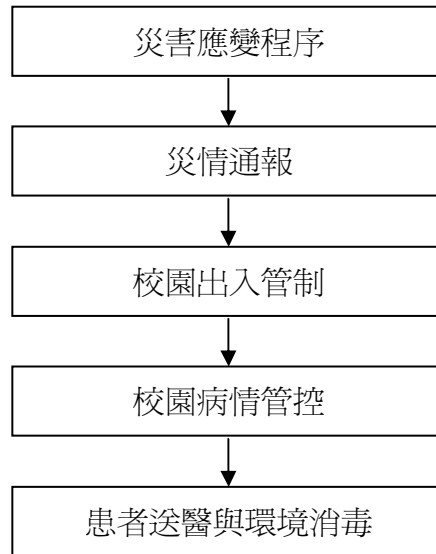 災害應變程序
災情通報
校園出入管制
校園病情管控
患者送醫與環境消毒